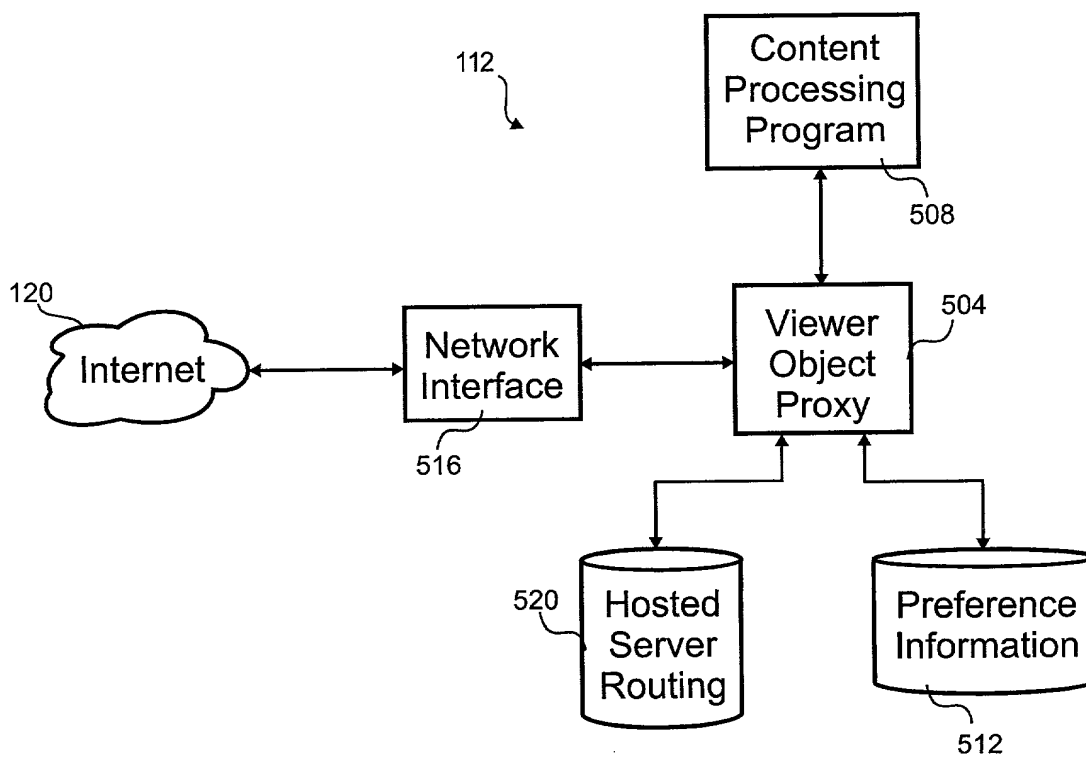 112
Content
Processing
Program
508
120
Internet
Network
Interface
516
Viewer
Object
Proxy
504
520
Hosted
Server
Routing
Preference
Information
512